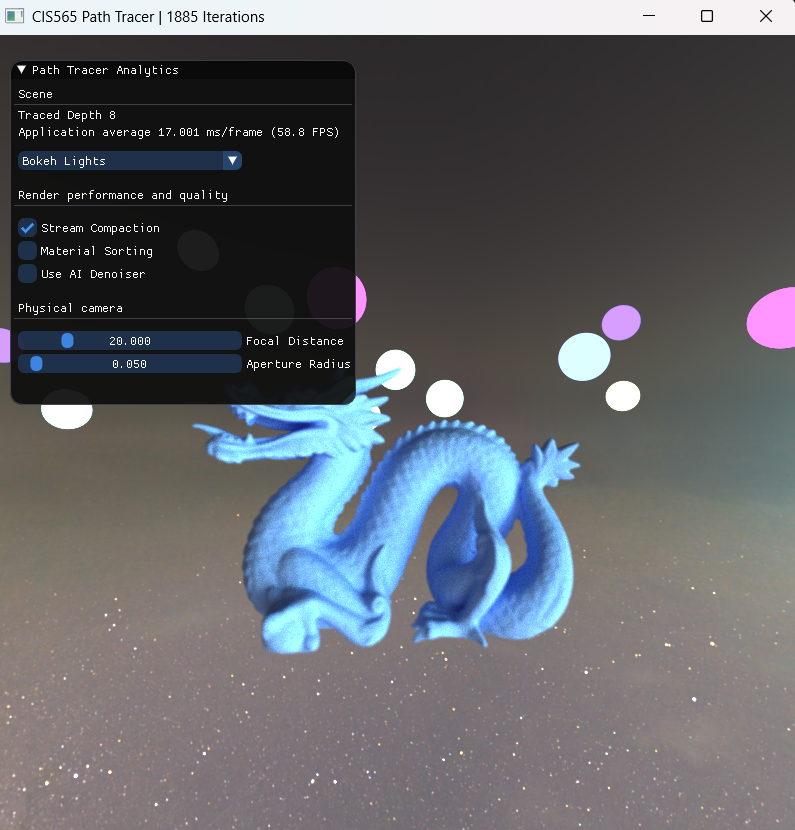 CIS565 Path Tracer | 1885 Iterations
Path Tracer Analytics
Scene
Traced Depth 8
Application average 17.001 ms/frame (58.8 FPS)
Bokeh Lights
Render performance and quality
Stream Compaction
Material Sorting
Use AI Denoiser
Physical camera
20.000 Focal Distance
0.050 Aperture Radius